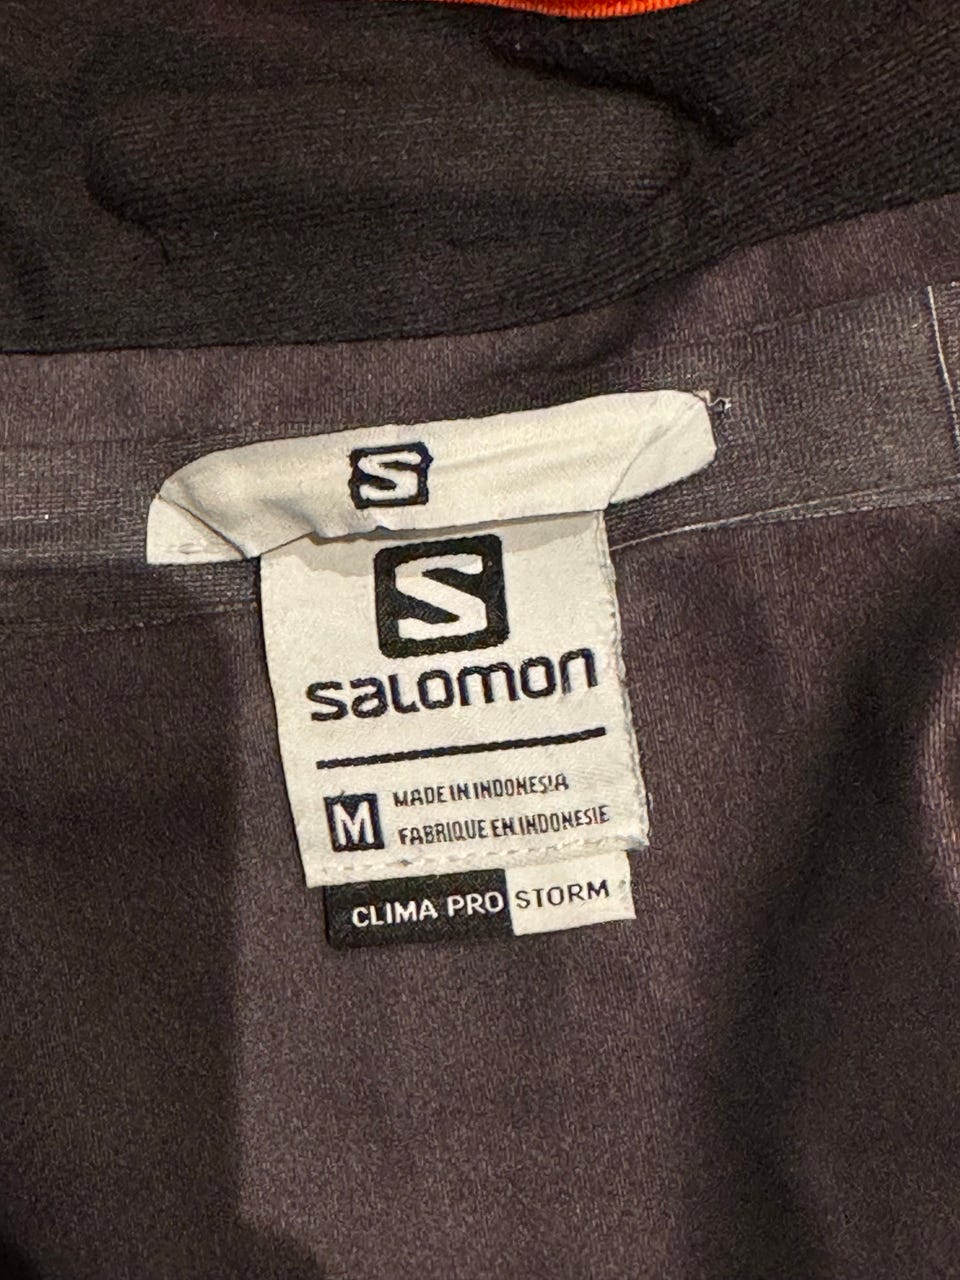 S
S
salomon
M
MADE IN INDONESIA
FABRIQUE EN INDONESIE
CLIMA PRO STORM